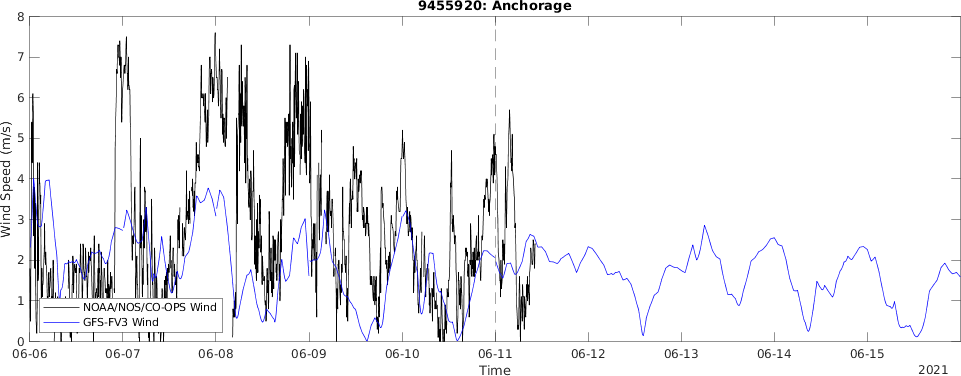 9455920: Anchorage
8
7
6
5
4
3
2
1
0
Wind Speed (m/s)
NOAA/NOS/CO-OPS Wind
GFS-FV3 Wind
06-06 06-07 06-08 06-09 06-10 06-11 06-12 06-13 06-14 06-15
Time
2021